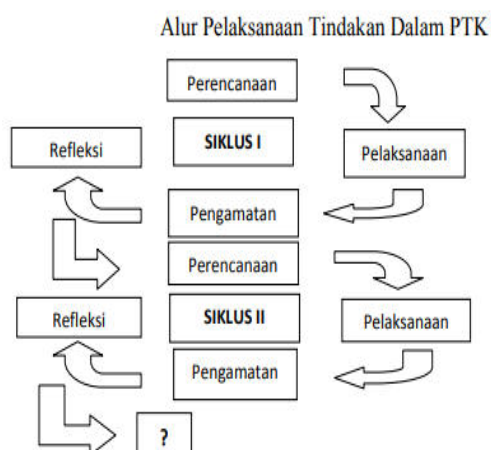 Alur Pelaksanaan Tindakan Dalam PTK
Perencanaan
Refleksi
SIKLUS I
Pelaksanaan
Pengamatan
Perencanaan
Refleksi
SIKLUS II
Pelaksanaan
Pengamatan
?